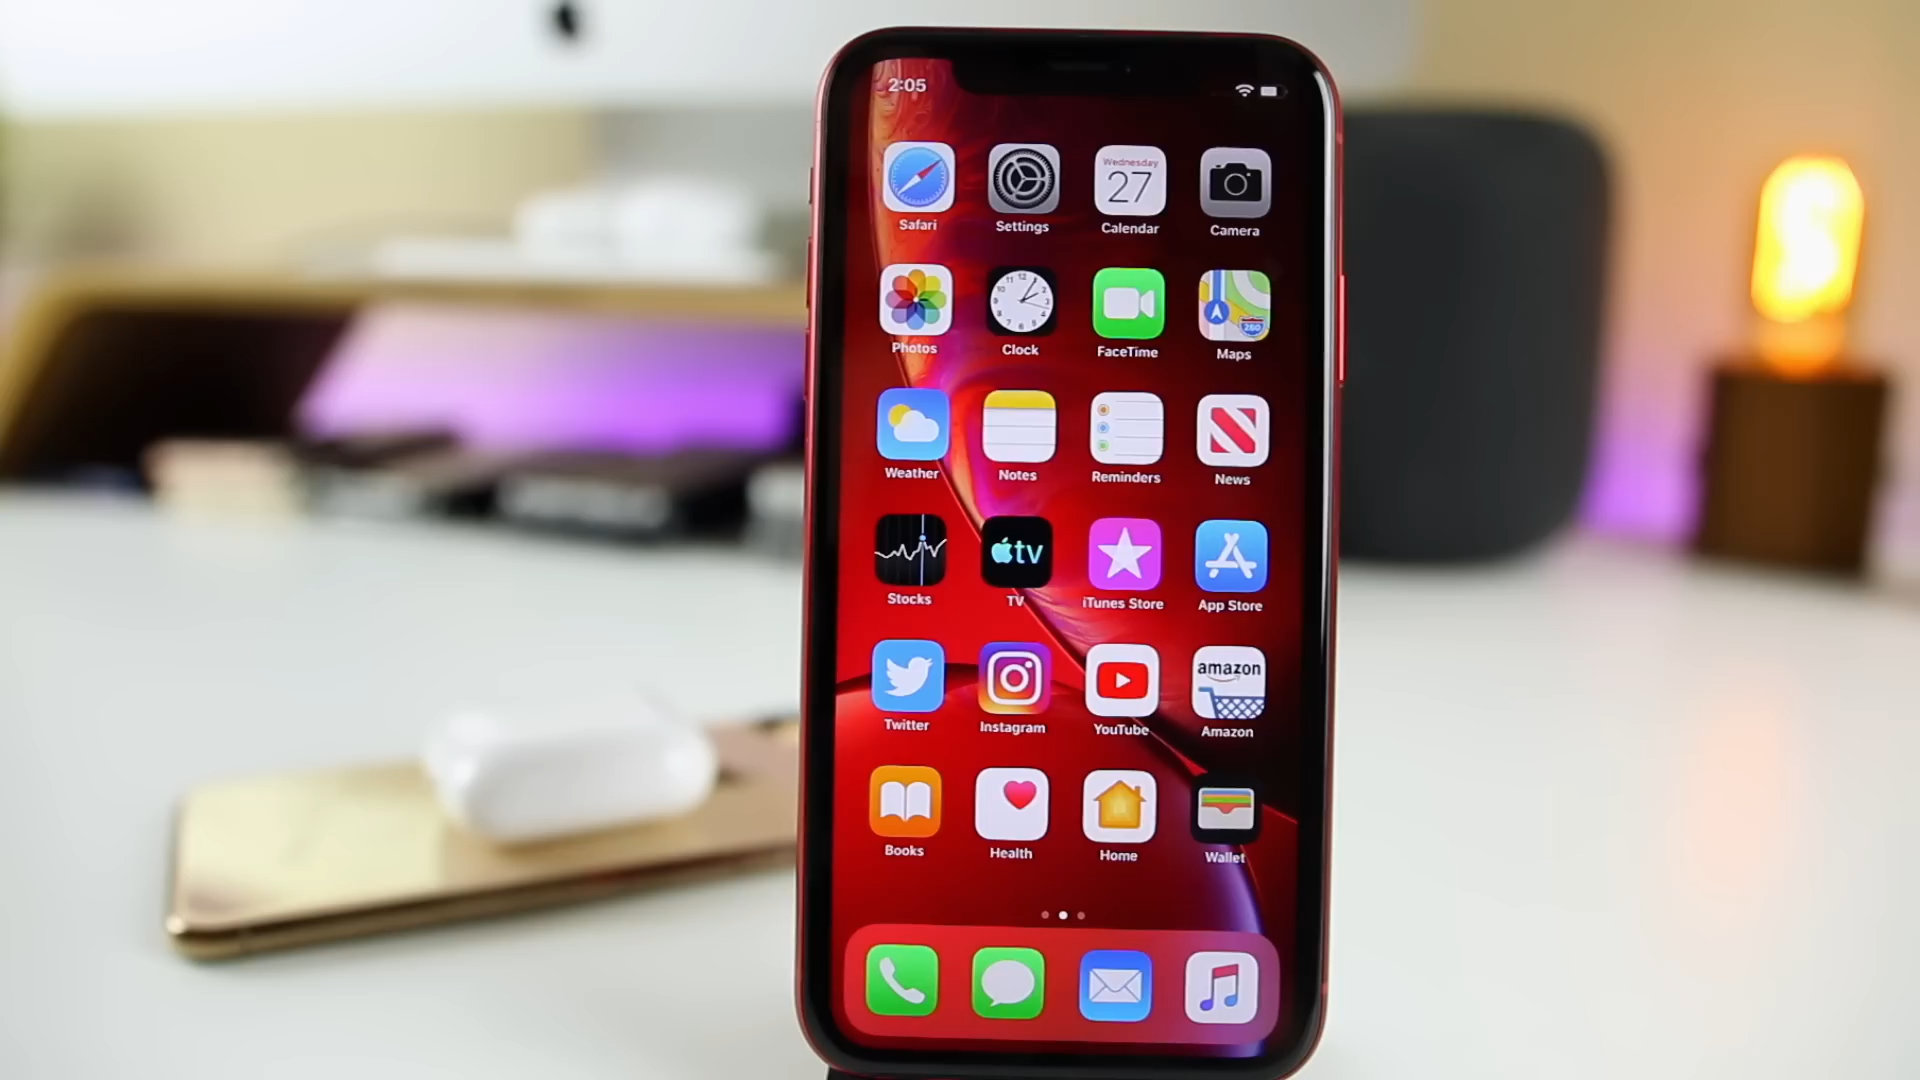 2:05
Wednesday
27
Safari
Settings
Calendar
Camera
Photos
Clock
FaceTime
280
Maps
Weather
Notes
Reminders
News
tv
Stocks
TV
iTunes Store
App Store
amazon
Twitter
Instagram
YouTube
Amazon
Books
Health
Home
Wallet